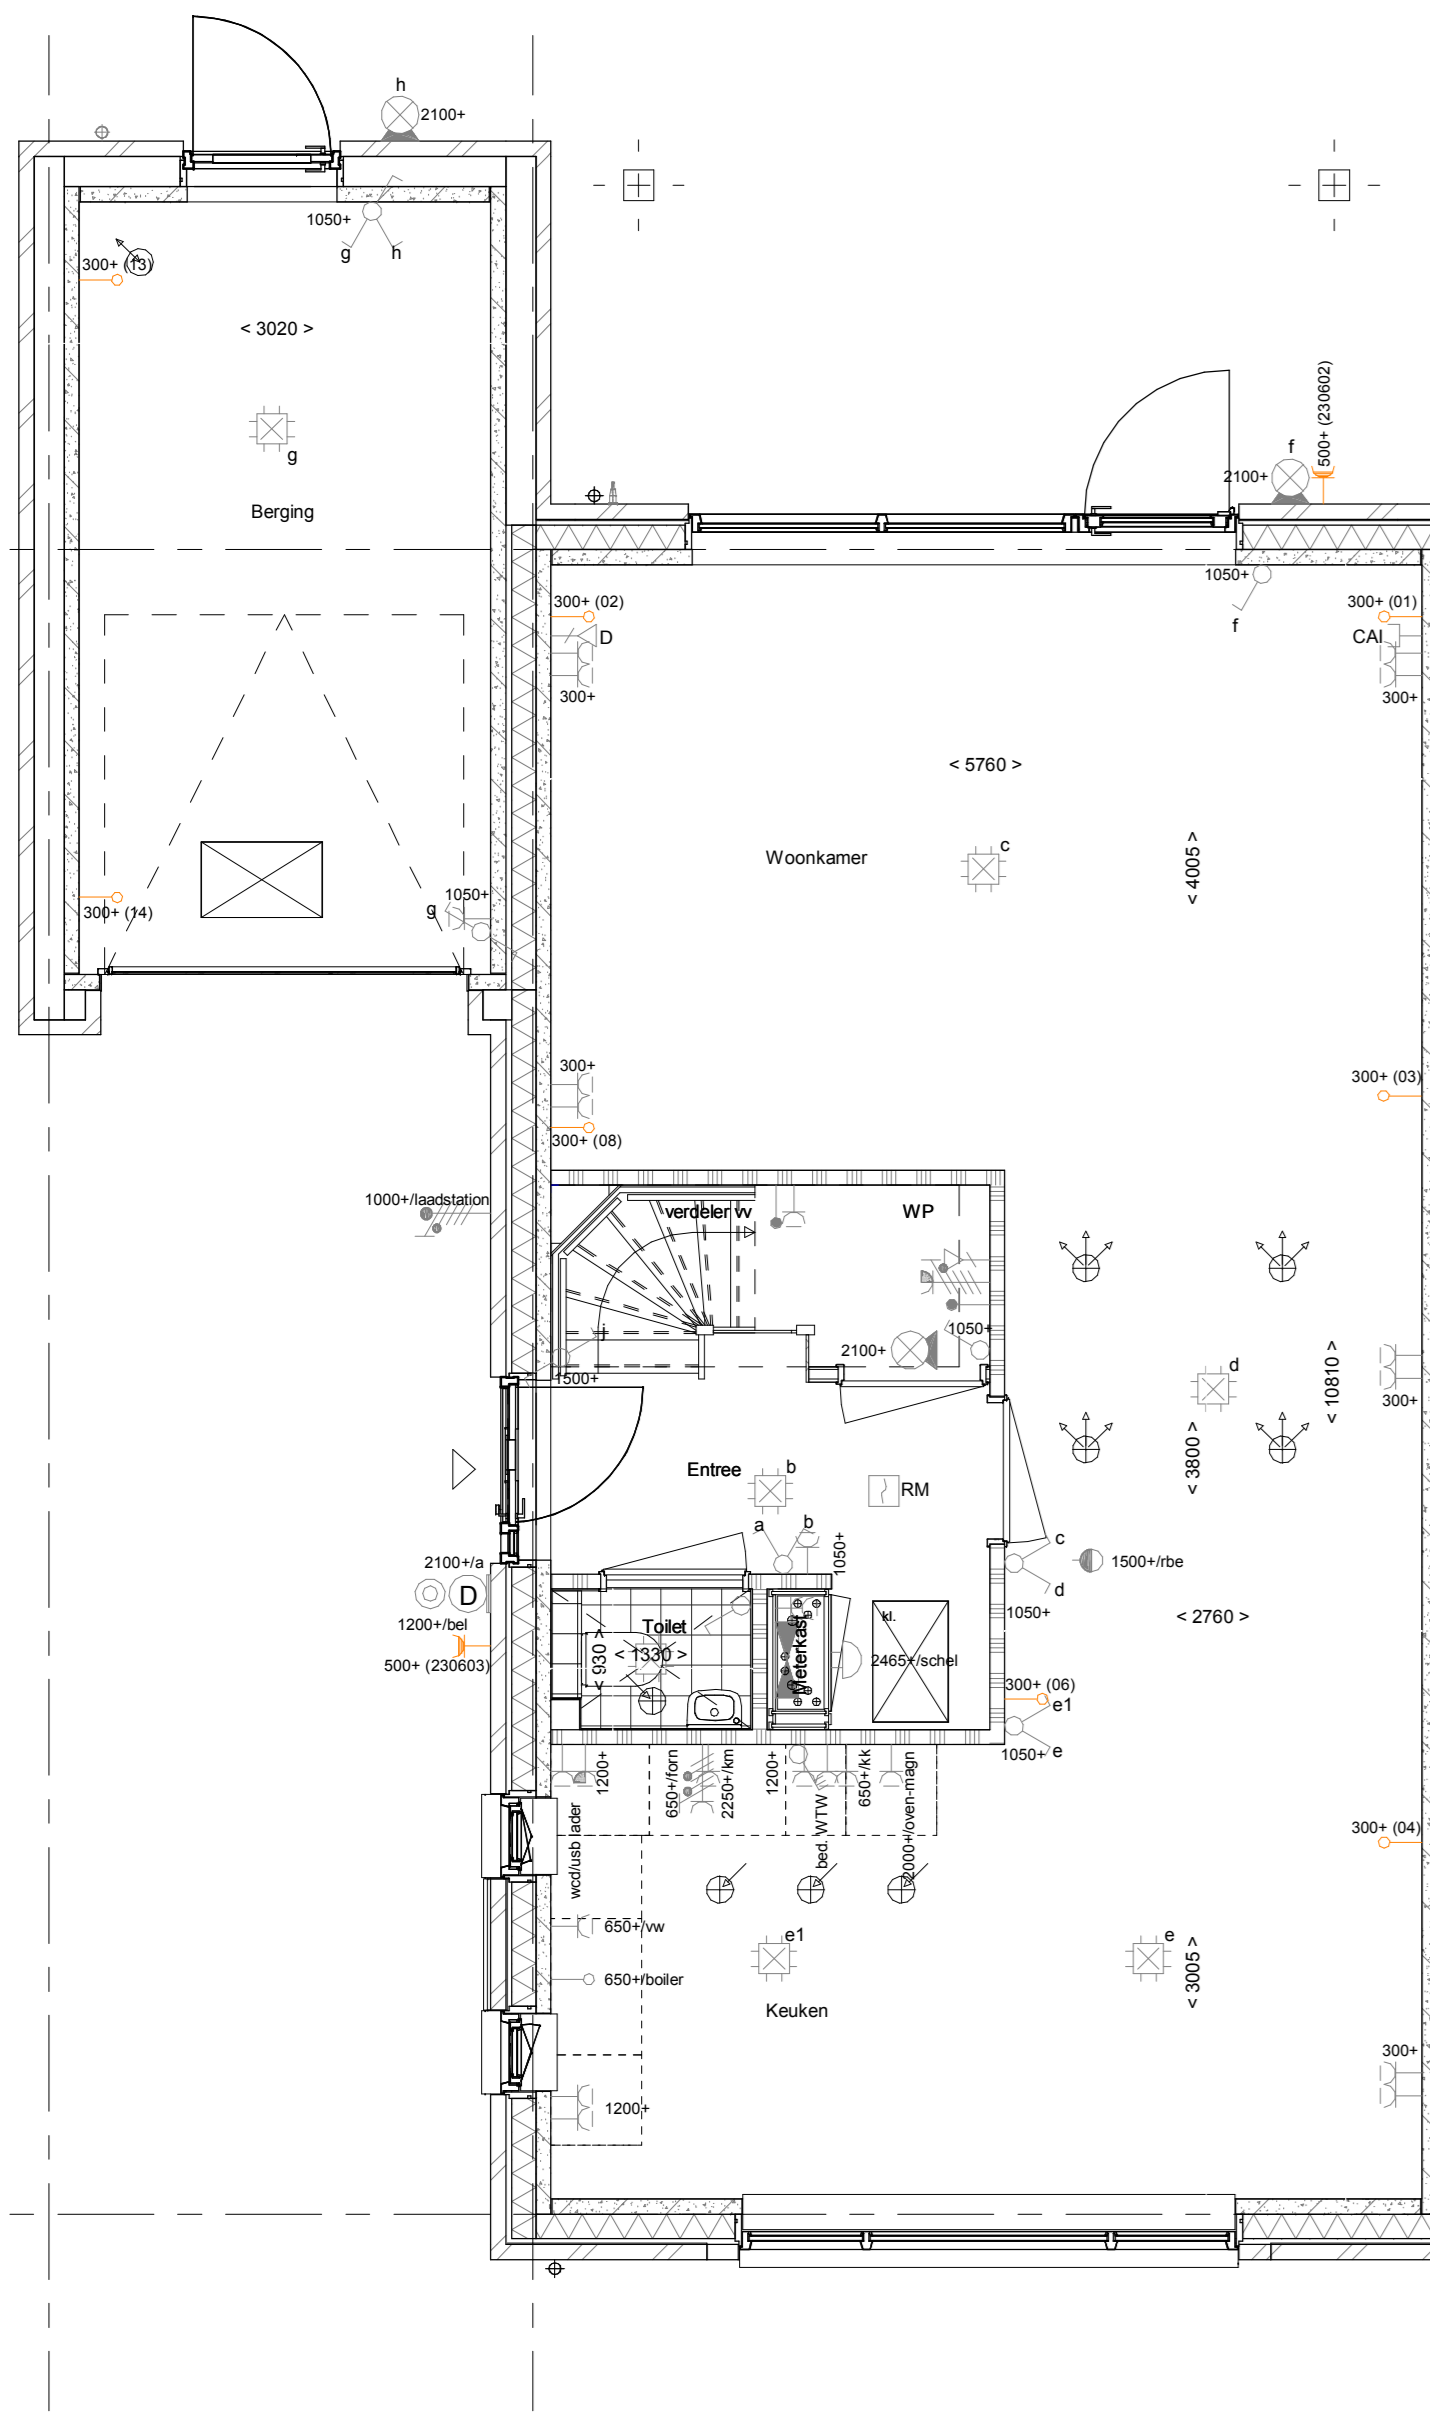 h
2100+
1050+
g
h
300+ (13)
< 3020 >
g
Berging
300+ (14)
1050+
g
500+ (230602)
f
2100+
1050+
f
300+ (02)
D
300+
300+ (01)
CAI
300+
< 5760 >
Woonkamer
c
< 4005 >
300+
300+ (08)
300+ (03)
1000+/laadstation
verdeler vv
WP
j
1500+
2100+
1050+
d
< 10810 >
300+
< 3800 >
Entree
b
RM
a
b
1050+
c
d
1050+
1500+/rbe
2100+/a
D
1200+/bel
500+ (230603)
Toilet
< 930 >
< 1330 >
Meterkast
kl.
2465+/schel
< 2760 >
300+ (06)
e1
e
1050+
1200+
650+/forn
2250+/km
1200+
650+/kk
2000+/oven-magn
bed. WTW
wcd/usb lader
300+ (04)
650+/vw
650+/boiler
e1
e
< 3005 >
Keuken
1200+
300+